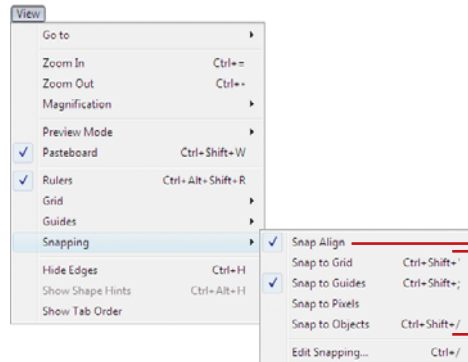 View
Go to
Zoom In Ctrl+=
Zoom Out Ctrl+-
Magnification
Preview Mode
Pasteboard Ctrl+Shift+W
Rulers Ctrl+Alt+Shift+R
Grid
Guides
Snapping
Hide Edges Ctrl+H
Show Shape Hints Ctrl+Alt+H
Show Tab Order
Snap Align
Snap to Grid Ctrl+Shift+'
Snap to Guides Ctrl+Shift+;
Snap to Pixels
Snap to Objects Ctrl+Shift+/
Edit Snapping... Ctrl+/